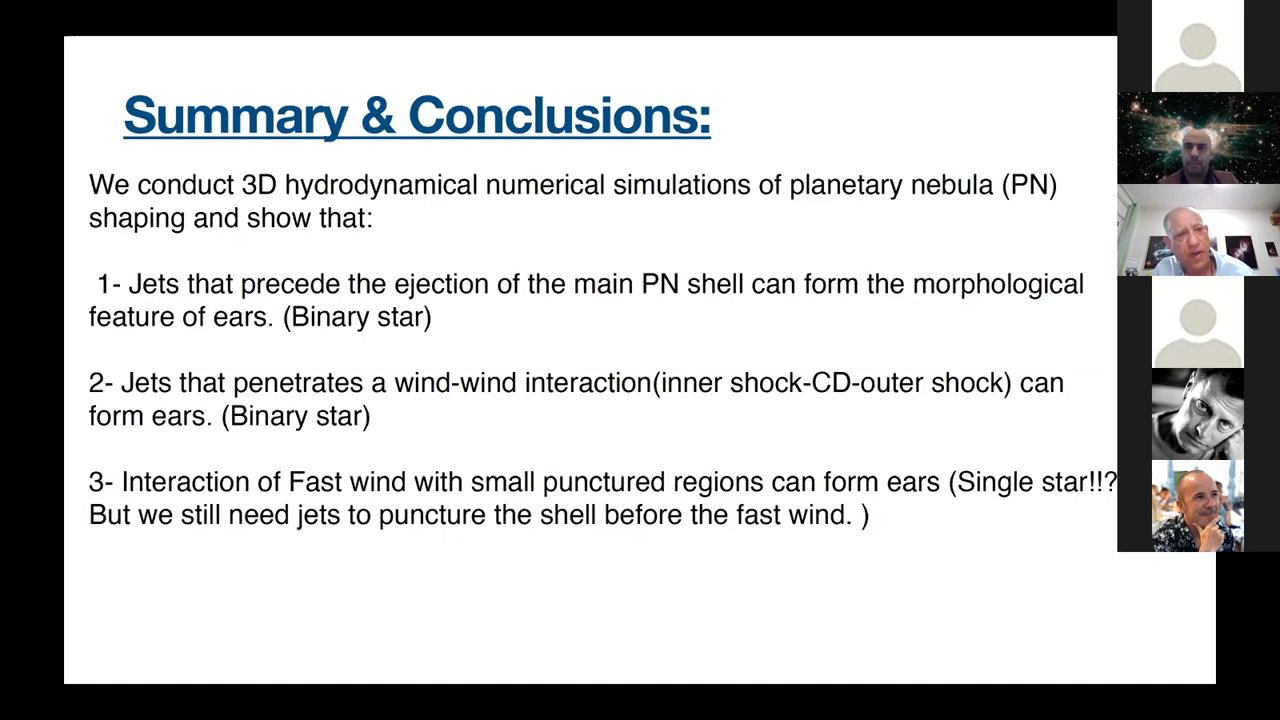 Summary & Conclusions:
We conduct 3D hydrodynamical numerical simulations of planetary nebula (PN)
shaping and show that:
1- Jets that precede the ejection of the main PN shell can form the morphological
feature of ears. (Binary star)
2- Jets that penetrates a wind-wind interaction(inner shock-CD-outer shock) can
form ears. (Binary star)
3- Interaction of Fast wind with small punctured regions can form ears (Single star!!?
But we still need jets to puncture the shell before the fast wind. )